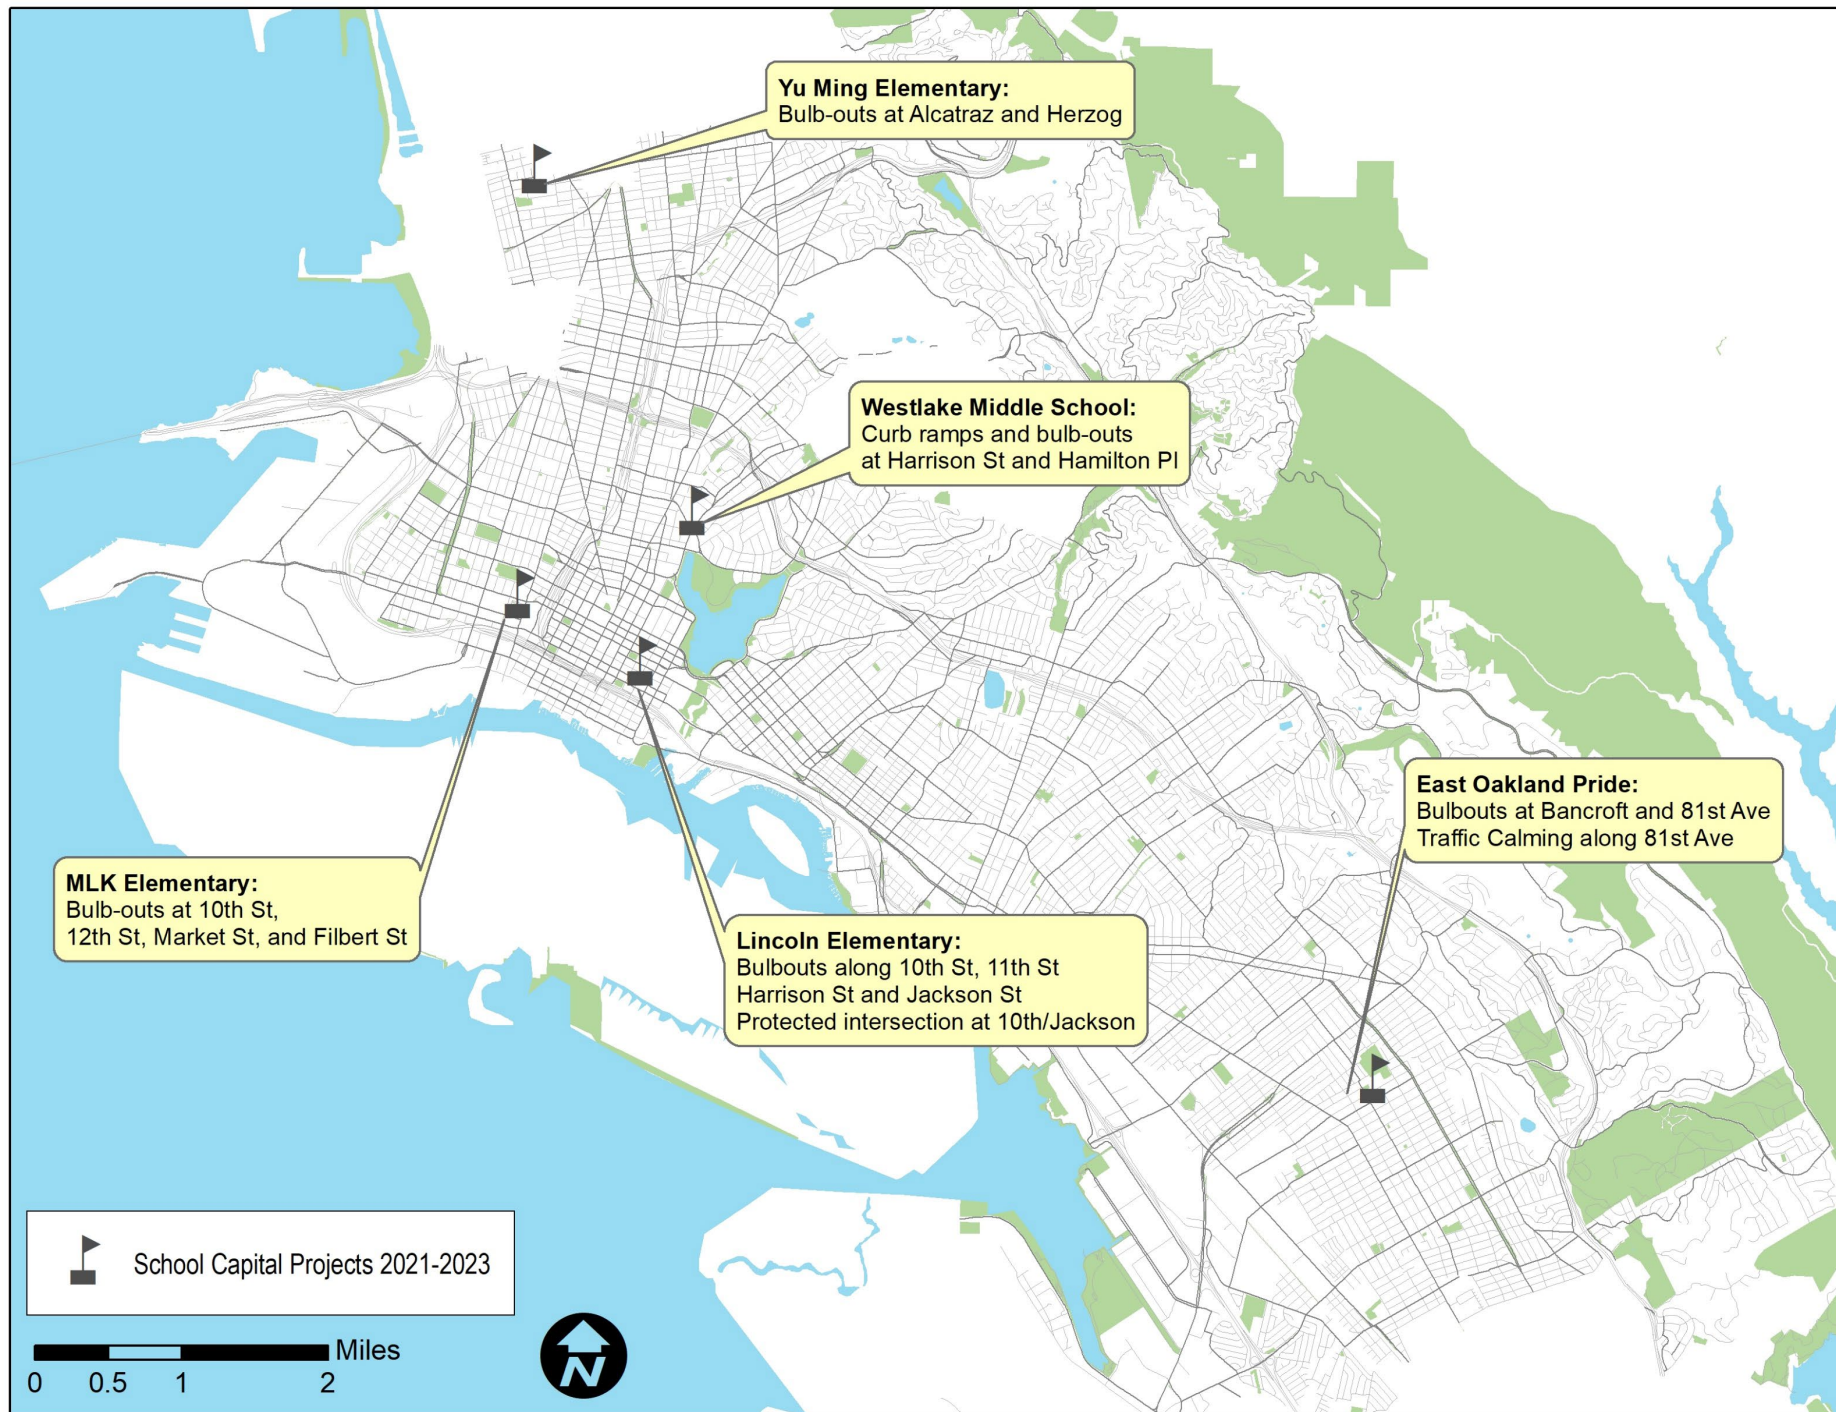 Yu Ming Elementary:
Bulb-outs at Alcatraz and Herzog
Westlake Middle School:
Curb ramps and bulb-outs
at Harrison St and Hamilton Pl
East Oakland Pride:
Bulbouts at Bancroft and 81st Ave
Traffic Calming along 81st Ave
MLK Elementary:
Bulb-outs at 10th St,
12th St, Market St, and Filbert St
Lincoln Elementary:
Bulbouts along 10th St, 11th St
Harrison St and Jackson St
Protected intersection at 10th/Jackson
School Capital Projects 2021-2023
Miles
0 0.5 1 2
N